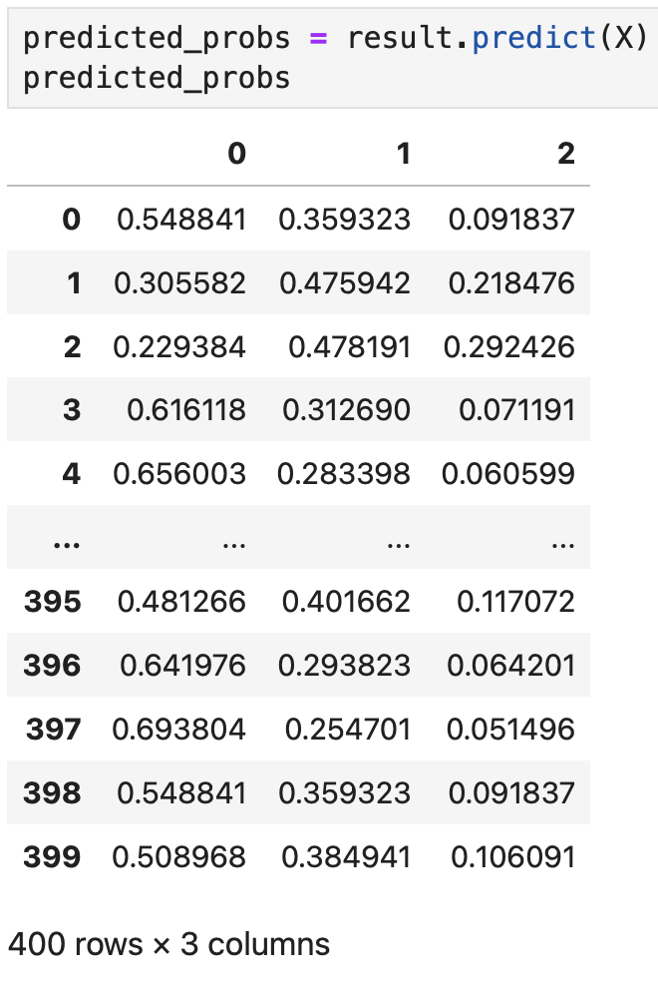 predicted_probs = result.predict(X)
predicted_probs
0 1 2
0 0.548841 0.359323 0.091837
1 0.305582 0.475942 0.218476
2 0.229384 0.478191 0.292426
3 0.616118 0.312690 0.071191
4 0.656003 0.283398 0.060599
... ... ... ...
395 0.481266 0.401662 0.117072
396 0.641976 0.293823 0.064201
397 0.693804 0.254701 0.051496
398 0.548841 0.359323 0.091837
399 0.508968 0.384941 0.106091
400 rows × 3 columns